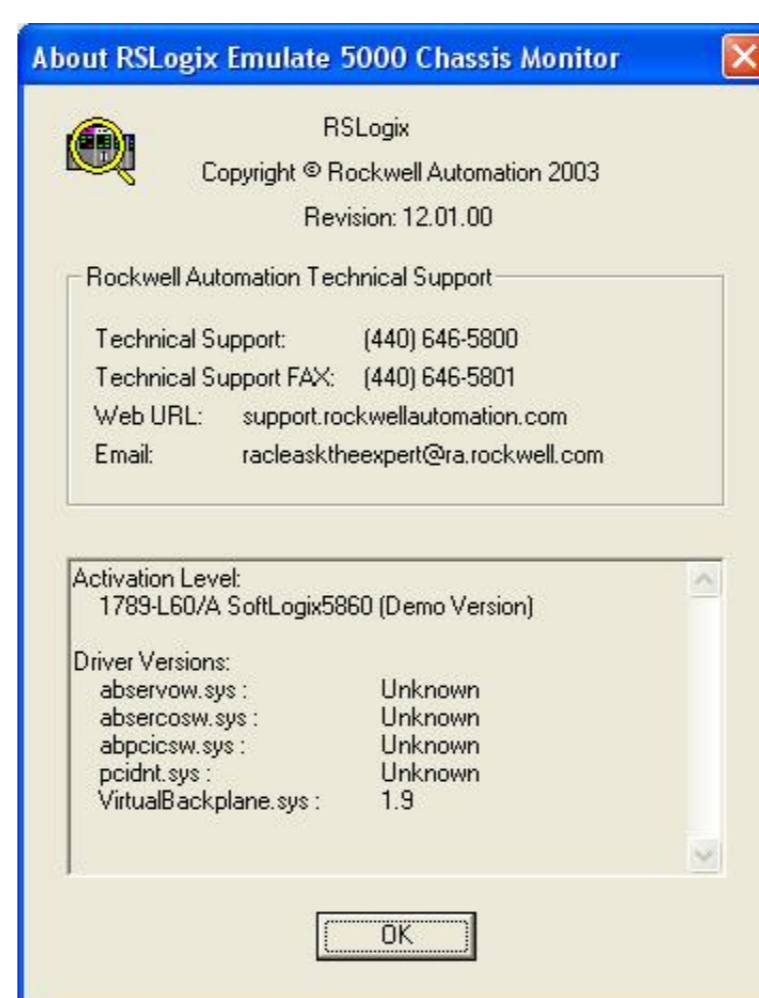 About RSLogix Emulate 5000 Chassis Monitor
RSLogix
Copyright © Rockwell Automation 2003
Revision: 12.01.00
Rockwell Automation Technical Support
Technical Support: (440) 646-5800
Technical Support FAX: (440) 646-5801
Web URL: support.rockwellautomation.com
Email: racleasktheexpert@ra.rockwell.com
Activation Level:
1789-L60/A SoftLogix5860 (Demo Version)
Driver Versions:
abservow.sys : Unknown
absercosw.sys : Unknown
abpcicsw.sys : Unknown
pcidnt.sys : Unknown
VirtualBackplane.sys : 1.9
OK